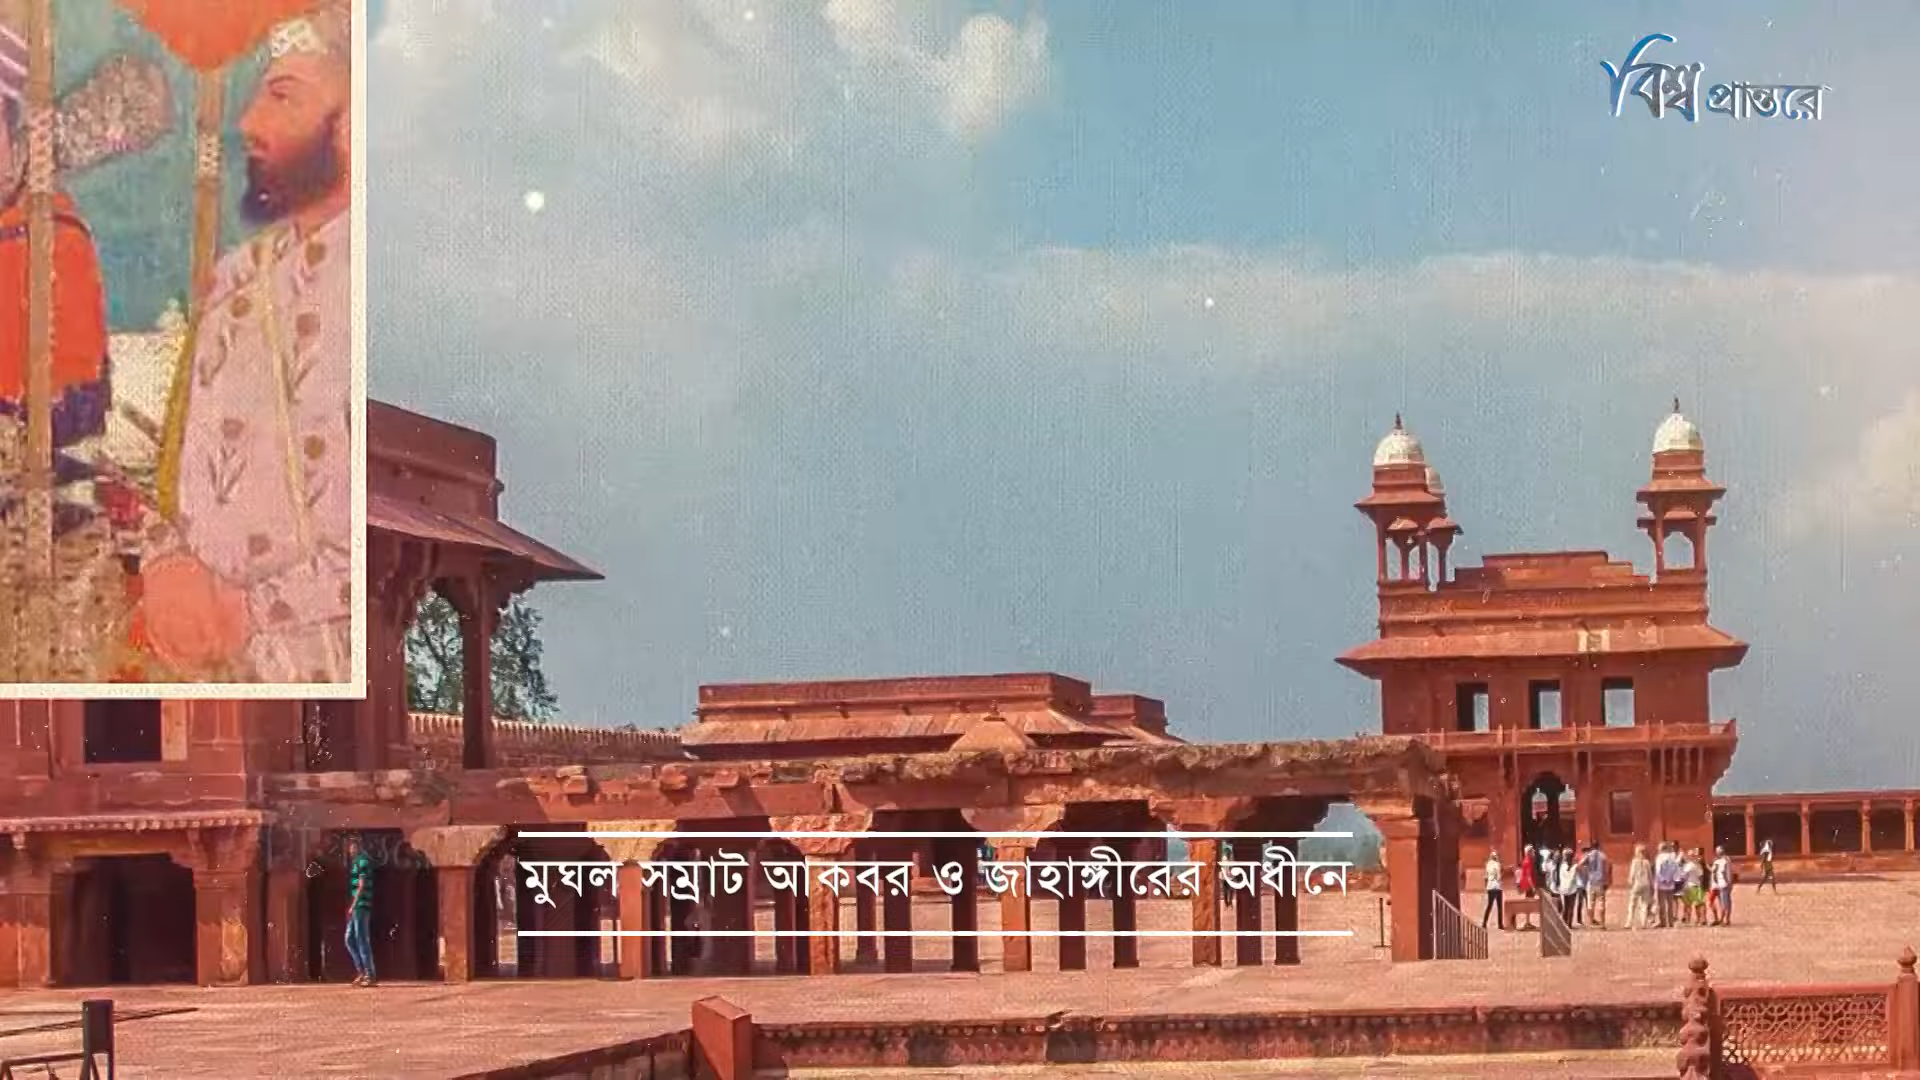 বিশ্ব প্রান্তরে
মুঘল সম্রাট আকবর ও জাহাঙ্গীরের অধীনে